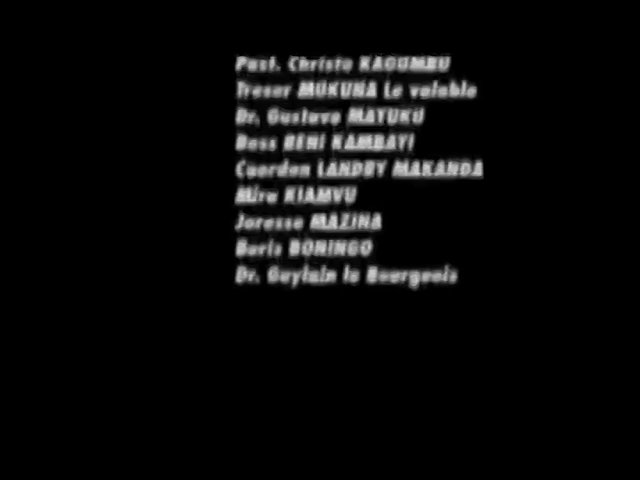 Past. Christo KAGUMBU
Tresor MUKUNA Le valable
Dr. Gustave MAYUKU
Boss BENI KAMBAYI
Cuordon LANDRY MAKANDA
Mira KIAMVU
Joresse MAZINA
Boris BONINGO
Dr. Guylain le Bourgeois